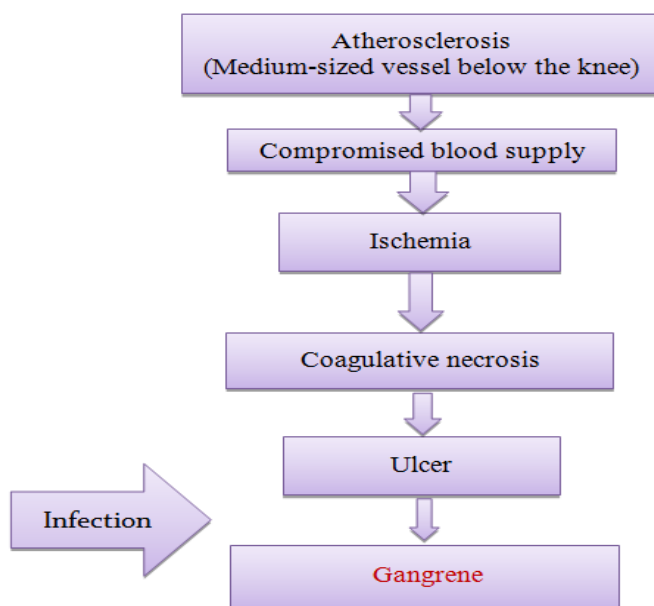 Atherosclerosis
(Medium-sized vessel below the knee)
Compromised blood supply
Ischemia
Coagulative necrosis
Ulcer
Infection
Gangrene